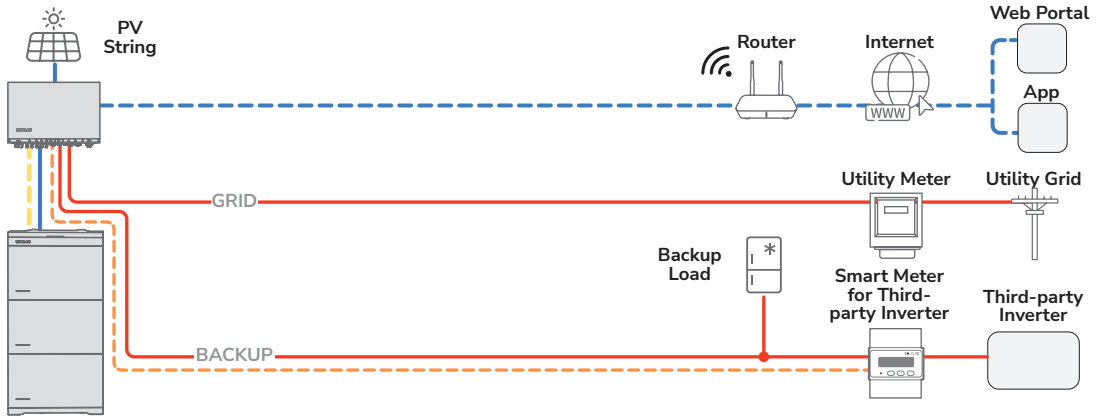 PV
String
Router
Internet
Web Portal
App
WWW
GRID
Utility Meter
Utility Grid
Backup
Load
Smart Meter
for Third-
party Inverter
Third-party
Inverter
BACKUP